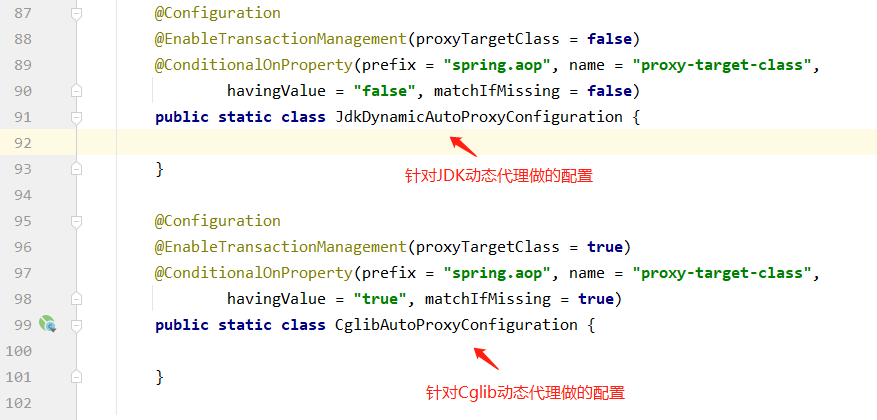 87 @Configuration
88 @EnableTransactionManagement(proxyTargetClass = false)
89 @ConditionalOnProperty(prefix = "spring.aop", name = "proxy-target-class",
90 havingValue = "false", matchIfMissing = false)
91 public static class JdkDynamicAutoProxyConfiguration {
92
针对JDK动态代理做的配置
93 }
94
95 @Configuration
96 @EnableTransactionManagement(proxyTargetClass = true)
97 @ConditionalOnProperty(prefix = "spring.aop", name = "proxy-target-class",
98 havingValue = "true", matchIfMissing = true)
99 public static class CglibAutoProxyConfiguration {
100
101 }
针对Cglib动态代理做的配置
102